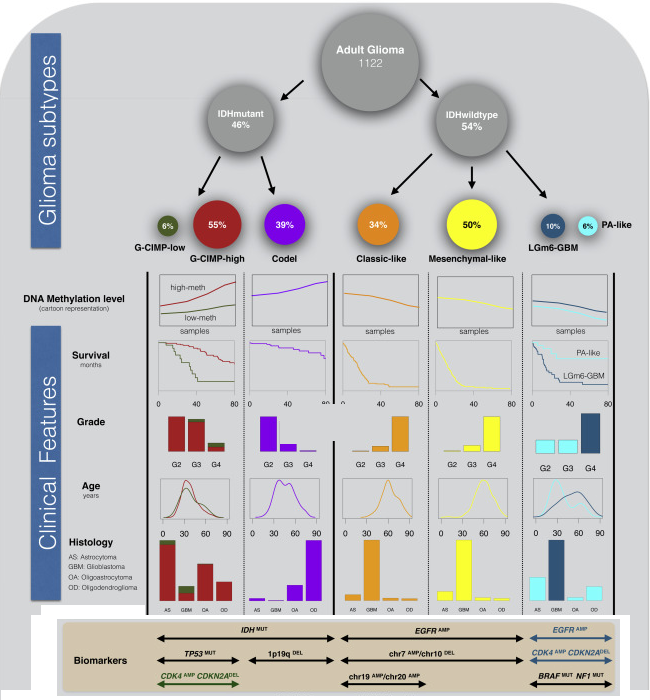 Glioma subtypes
Adult Glioma
1122
IDHmutant
46%
IDHwildtype
54%
6%
55%
39%
34%
50%
10%
6%
PA-like
G-CIMP-low
G-CIMP-high
Codel
Classic-like
Mesenchymal-like
LGm6-GBM
Clinical Features
DNA Methylation level
(cartoon representation)
high-meth
low-meth
samples
samples
samples
samples
Survival
months
PA-like
LGm6-GBM
0 40 80
0 40 80
0 40 80
0 40 80
0 40 80
Grade
G2 G3 G4
G2 G3 G4
G2 G3 G4
G2 G3 G4
G2 G3 G4
Age
years
0 30 60 90
0 30 60 90
0 30 60 90
0 30 60 90
0 30 60 90
Histology
AS: Astrocytoma
GBM: Glioblastoma
OA: Oligoastrocytoma
OD: Oligodendroglioma
AS GBM OA OD
AS GBM OA OD
AS GBM OA OD
AS GBM OA OD
AS GBM OA OD
Biomarkers
IDH MUT
EGFR AMP
EGFR AMP
TP53 MUT
1p19q DEL
chr7 AMP/chr10 DEL
CDK4 AMP CDKN2A DEL
CDK4 AMP CDKN2A DEL
chr19 AMP/chr20 AMP
BRAF MUT NF1 MUT